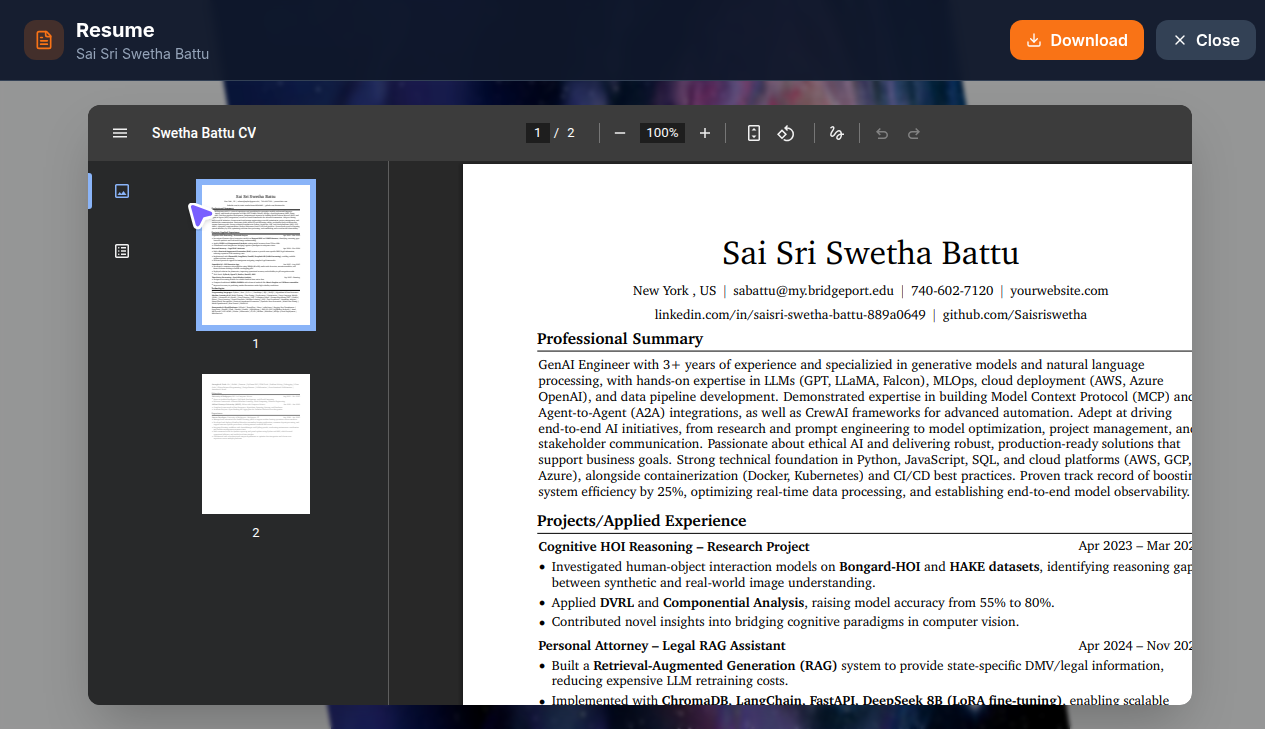 Resume
Sai Sri Swetha Battu
Download
Close
Swetha Battu CV
1 / 2
100%
1
2
Sai Sri Swetha Battu
New York , US | sabattu@my.bridgeport.edu | 740-602-7120 | yourwebsite.com
linkedin.com/in/saisri-swetha-battu-889a0649 | github.com/Saisriswetha
Professional Summary
GenAI Engineer with 3+ years of experience and specializied in generative models and natural language
processing, with hands-on expertise in LLMs (GPT, LLaMA, Falcon), MLOps, cloud deployment (AWS, Azure
OpenAI), and data pipeline development. Demonstrated expertise in building Model Context Protocol (MCP) and
Agent-to-Agent (A2A) integrations, as well as CrewAI frameworks for advanced automation. Adept at driving
end-to-end AI initiatives, from research and prompt engineering to model optimization, project management, and
stakeholder communication. Passionate about ethical AI and delivering robust, production-ready solutions that
support business goals. Strong technical foundation in Python, JavaScript, SQL, and cloud platforms (AWS, GCP,
Azure), alongside containerization (Docker, Kubernetes) and CI/CD best practices. Proven track record of boostin
system efficiency by 25%, optimizing real-time data processing, and establishing end-to-end model observability.
Projects/Applied Experience
Cognitive HOI Reasoning – Research Project Apr 2023 – Mar 202
• Investigated human-object interaction models on Bongard-HOI and HAKE datasets, identifying reasoning gap
between synthetic and real-world image understanding.
• Applied DVRL and Componential Analysis, raising model accuracy from 55% to 80%.
• Contributed novel insights into bridging cognitive paradigms in computer vision.
Personal Attorney – Legal RAG Assistant Apr 2024 – Nov 202
• Built a Retrieval-Augmented Generation (RAG) system to provide state-specific DMV/legal information,
reducing expensive LLM retraining costs.
• Implemented with ChromaDB, LangChain, FastAPI, DeepSeek 8B (LoRA fine-tuning), enabling scalable